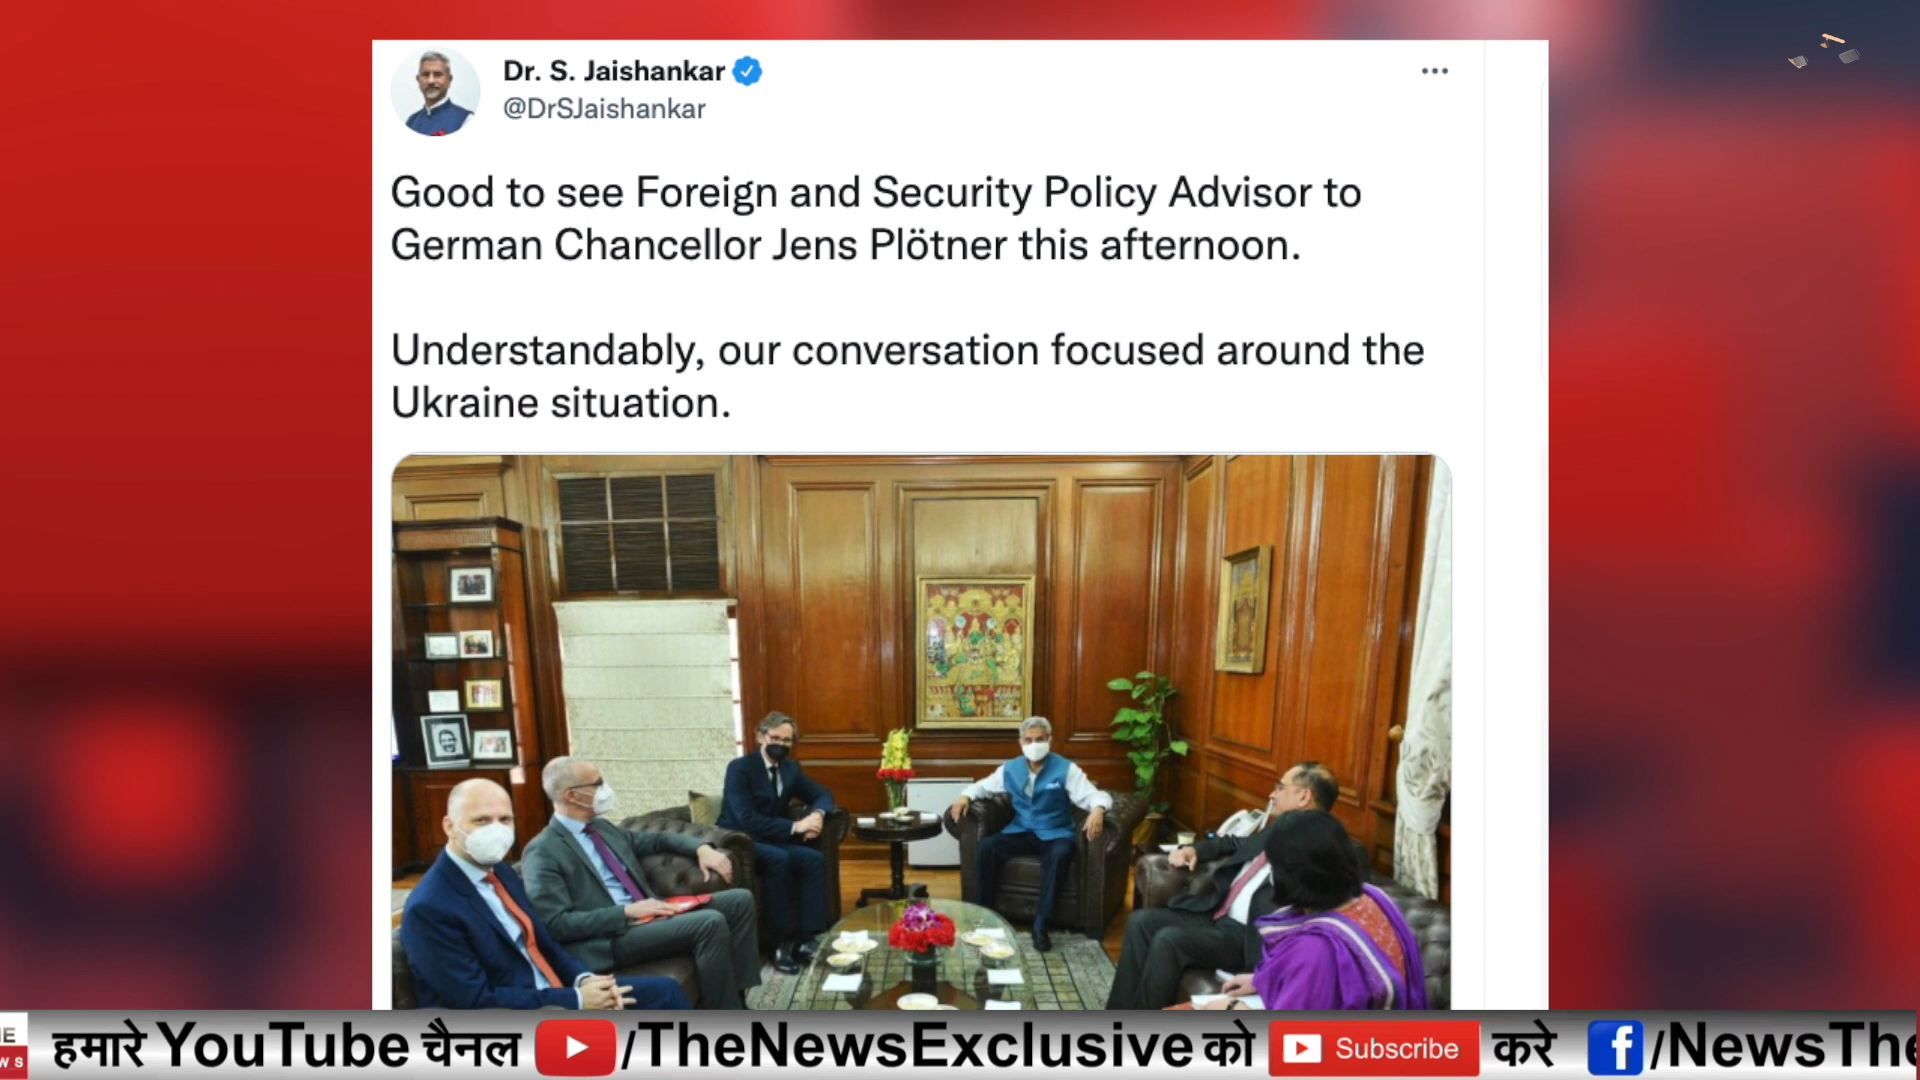 Dr. S. Jaishankar
@DrSJaishankar
Good to see Foreign and Security Policy Advisor to
German Chancellor Jens Plötner this afternoon.
Understandably, our conversation focused around the
Ukraine situation.
हमारे YouTube चैनल /TheNewsExclusive को Subscribe करे f/NewsThe